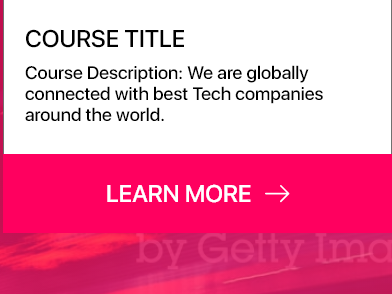 COURSE TITLE
Course Description: We are globally
connected with best Tech companies
around the world.
LEARN MORE →
by Getty Ima